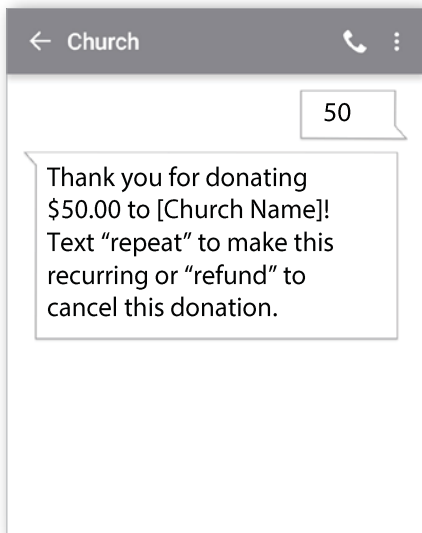 Church
50
Thank you for donating
$50.00 to [Church Name]!
Text “repeat” to make this
recurring or “refund” to
cancel this donation.